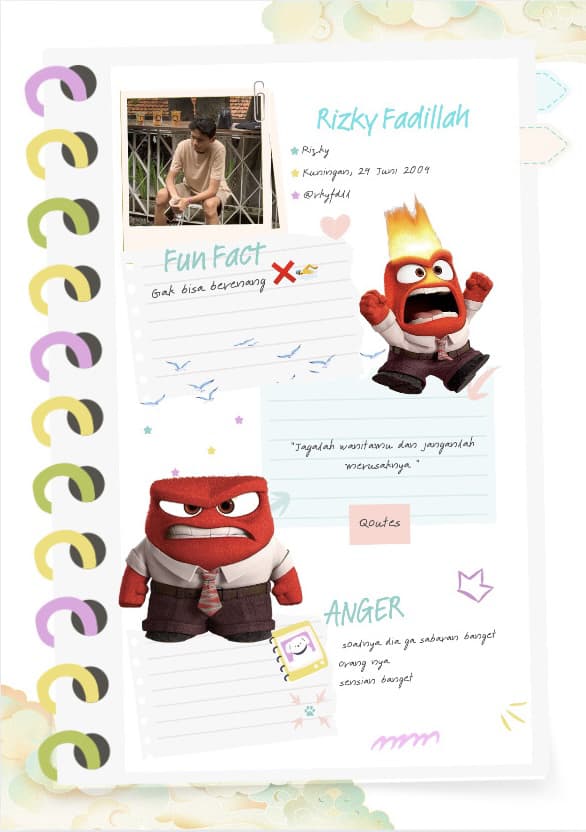 Rizky Fadillah
Rizky
Kuningan, 29 Juni 2004
@rkyfdll
Fun Fact
Gak bisa berenang
"Jagalah wanitamu dan janganlah
merusaknya "
Qoutes
ANGER
soalnya dia ga sabaran banget
orang nya
sensian banget